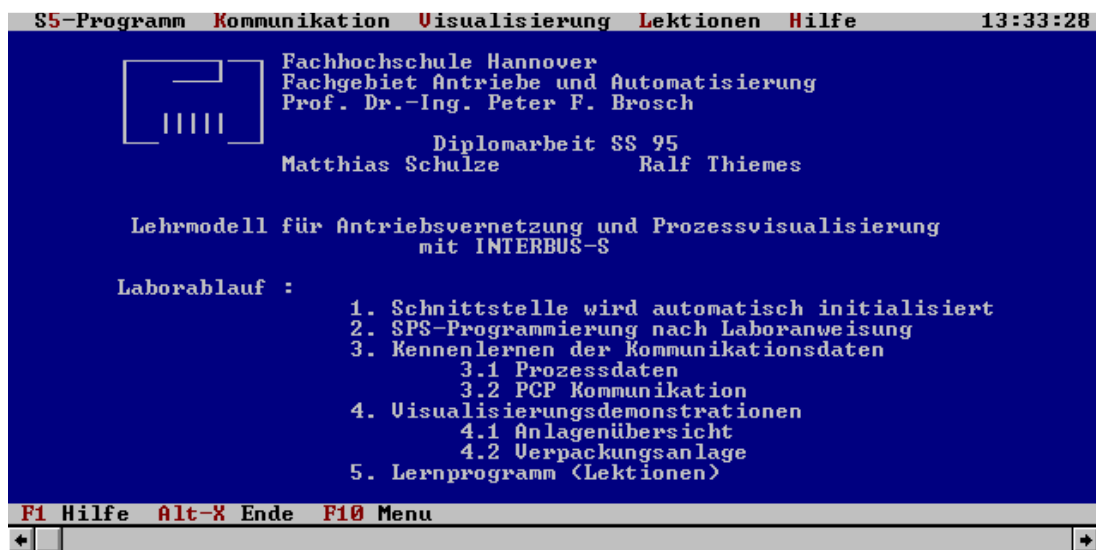 S5-Programm Kommunikation Visualisierung Lektionen Hilfe 13:33:28
Fachhochschule Hannover
Fachgebiet Antriebe und Automatisierung
Prof. Dr.-Ing. Peter F. Brosch
Diplomarbeit SS 95
Matthias Schulze Ralf Thiemes
Lehrmodell für Antriebsvernetzung und Prozessvisualisierung
mit INTERBUS-S
Laborablauf :
1. Schnittstelle wird automatisch initialisiert
2. SPS-Programmierung nach Laboranweisung
3. Kennenlernen der Kommunikationsdaten
3.1 Prozessdaten
3.2 PCP Kommunikation
4. Visualisierungsdemonstrationen
4.1 Anlagenübersicht
4.2 Verpackungsanlage
5. Lernprogramm (Lektionen)
F1 Hilfe Alt-X Ende F10 Menu